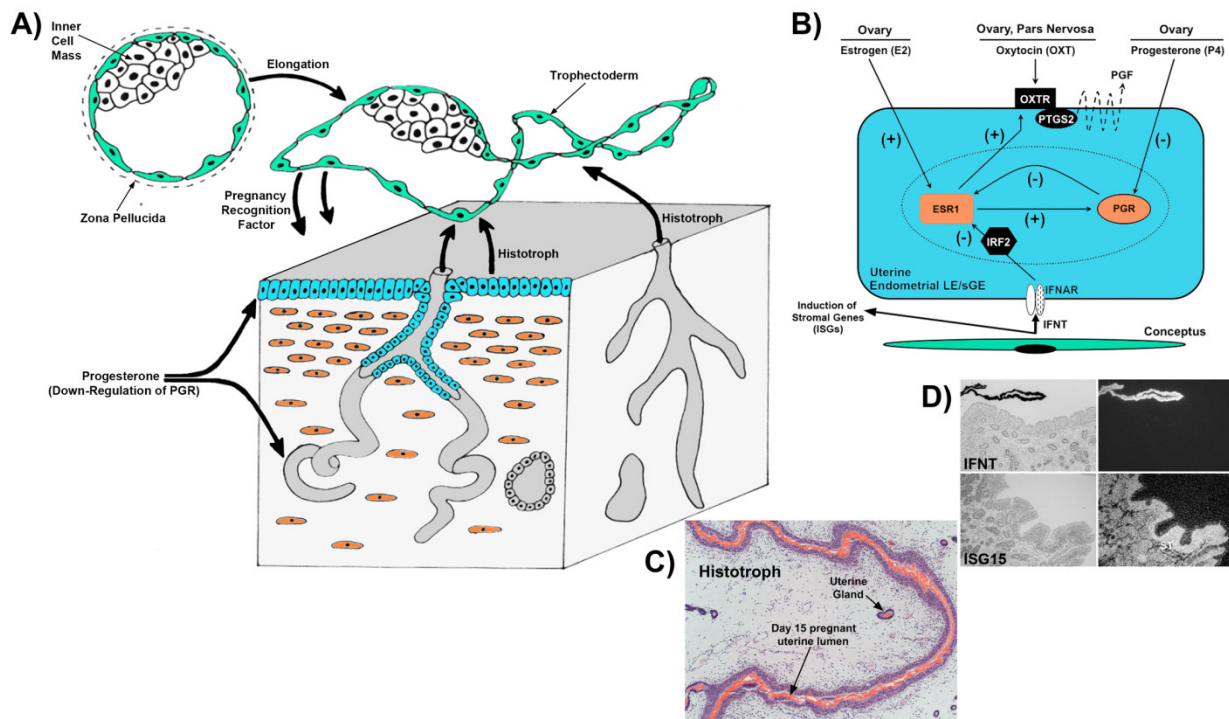 A)
Inner
Cell
Mass
Elongation
Trophectoderm
Zona Pellucida
Pregnancy
Recognition
Factor
Histotroph
Histotroph
Progesterone
(Down-Regulation of PGR)
B)
Ovary
Estrogen (E2)
Ovary, Pars Nervosa
Oxytocin (OXT)
Ovary
Progesterone (P4)
PGF
OXTR
PTGS2
(+)
(+)
(-)
(-)
ESR1
(+)
PGR
(-)
IRF2
Uterine
Endometrial LE/sGE
IFNAR
Induction of
Stromal Genes
(ISGs)
IFNT
Conceptus
C)
Histotroph
Uterine
Gland
Day 15 pregnant
uterine lumen
D)
IFNT
ISG15